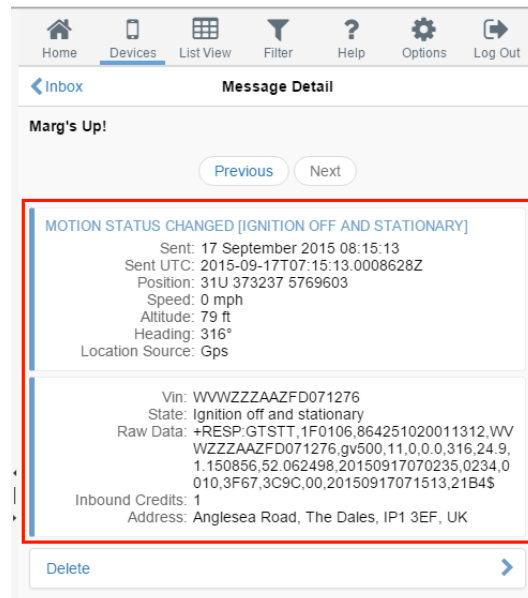 Home Devices List View Filter Help Options Log Out
Inbox Message Detail
Marg's Up!
Previous Next
MOTION STATUS CHANGED [IGNITION OFF AND STATIONARY]
Sent: 17 September 2015 08:15:13
Sent UTC: 2015-09-17T07:15:13.0008628Z
Position: 31U 373237 5769603
Speed: 0 mph
Altitude: 79 ft
Heading: 316°
Location Source: Gps
Vin: WVWZZZAAZFD071276
State: Ignition off and stationary
Raw Data: +RESP:GTSTT,1F0106,864251020011312,WV
WZZZAAZFD071276,gv500,11,0,0.0,316,24.9,
1.150856,52.062498,20150917070235,0234,0
010,3F67,3C9C,00,20150917071513,21B4$
Inbound Credits: 1
Address: Anglesea Road, The Dales, IP1 3EF, UK
Delete